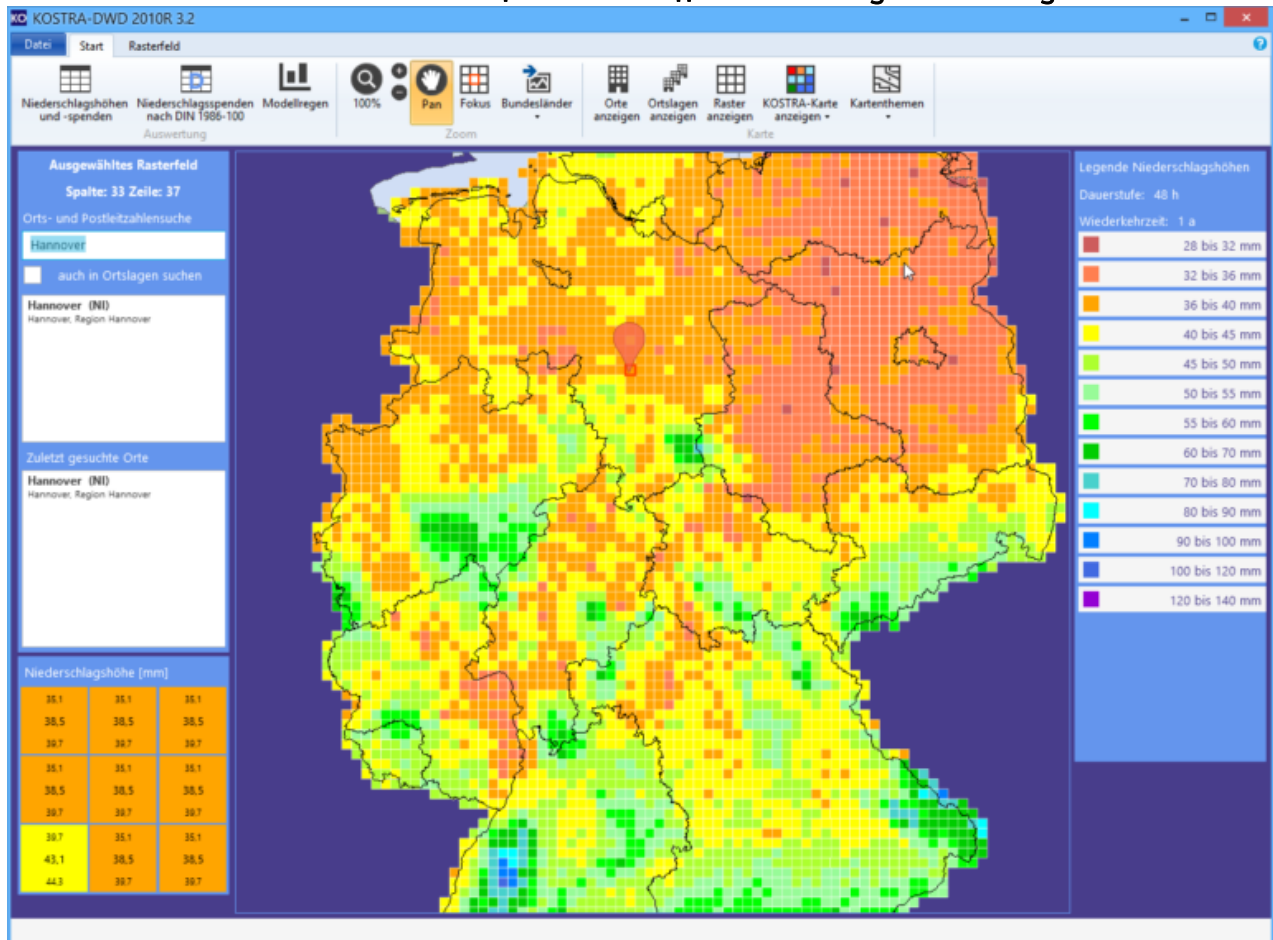 KOSTRA-DWD 2010R 3.2
Datei Start Rasterfeld
Niederschlagshöhen und -spenden
Niederschlagsspenden nach DIN 1986-100
Modellregen
Auswertung
100%
Pan
Fokus
Bundesländer
Zoom
Orte anzeigen
Ortslagen anzeigen
Raster anzeigen
KOSTRA-Karte anzeigen
Kartenthemen
Karte
Ausgewähltes Rasterfeld
Spalte: 33 Zeile: 37
Orts- und Postleitzahlensuche
Hannover
auch in Ortslagen suchen
Hannover (NI)
Hannover, Region Hannover
Zuletzt gesuchte Orte
Hannover (NI)
Hannover, Region Hannover
Niederschlagshöhe [mm]
35,1 35,1 35,1
38,5 38,5 38,5
39,7 39,7 39,7
35,1 35,1 35,1
38,5 38,5 38,5
39,7 39,7 39,7
39,7 35,1 35,1
43,1 38,5 38,5
44,3 39,7 39,7
Legende Niederschlagshöhen
Dauerstufe: 48 h
Wiederkehrzeit: 1 a
28 bis 32 mm
32 bis 36 mm
36 bis 40 mm
40 bis 45 mm
45 bis 50 mm
50 bis 55 mm
55 bis 60 mm
60 bis 70 mm
70 bis 80 mm
80 bis 90 mm
90 bis 100 mm
100 bis 120 mm
120 bis 140 mm